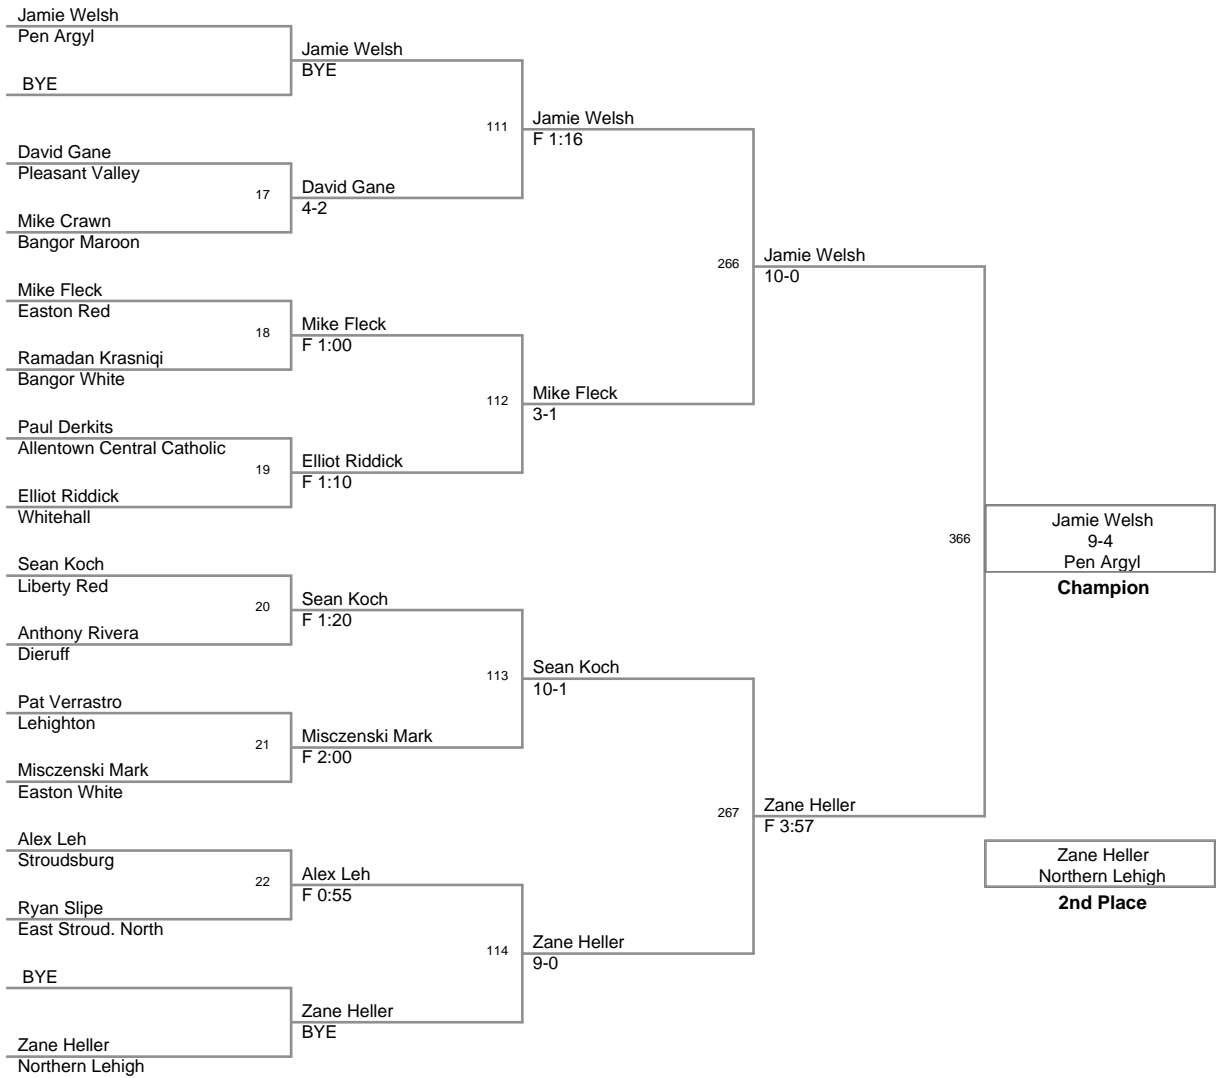 Jamie Welsh
Pen Argyl
BYE
David Gane
Pleasant Valley
17
Mike Crawn
Bangor Maroon
Mike Fleck
Easton Red
18
Ramadan Krasniqi
Bangor White
Paul Derkits
Allentown Central Catholic
19
Elliot Riddick
Whitehall
Sean Koch
Liberty Red
20
Anthony Rivera
Dieruff
Pat Verrastro
Lehighton
21
Misczenski Mark
Easton White
Alex Leh
Stroudsburg
22
Ryan Slipe
East Stroud. North
BYE
Zane Heller
Northern Lehigh
Jamie Welsh
BYE
111
David Gane
4-2
Mike Fleck
F 1:00
112
Elliot Riddick
F 1:10
Sean Koch
F 1:20
113
Misczenski Mark
F 2:00
Alex Leh
F 0:55
114
Zane Heller
BYE
Jamie Welsh
F 1:16
266
Mike Fleck
3-1
Sean Koch
10-1
267
Zane Heller
9-0
Jamie Welsh
10-0
366
Zane Heller
F 3:57
Jamie Welsh
9-4
Pen Argyl
Champion
Zane Heller
Northern Lehigh
2nd Place